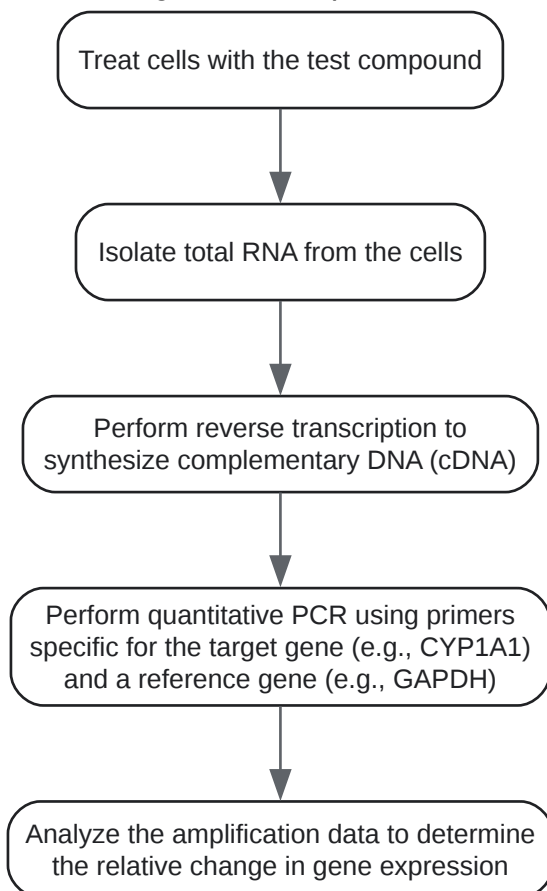 Treat cells with the test compound
Isolate total RNA from the cells
Perform reverse transcription to
synthesize complementary DNA (cDNA)
Perform quantitative PCR using primers
specific for the target gene (e.g., CYP1A1)
and a reference gene (e.g., GAPDH)
Analyze the amplification data to determine
the relative change in gene expression